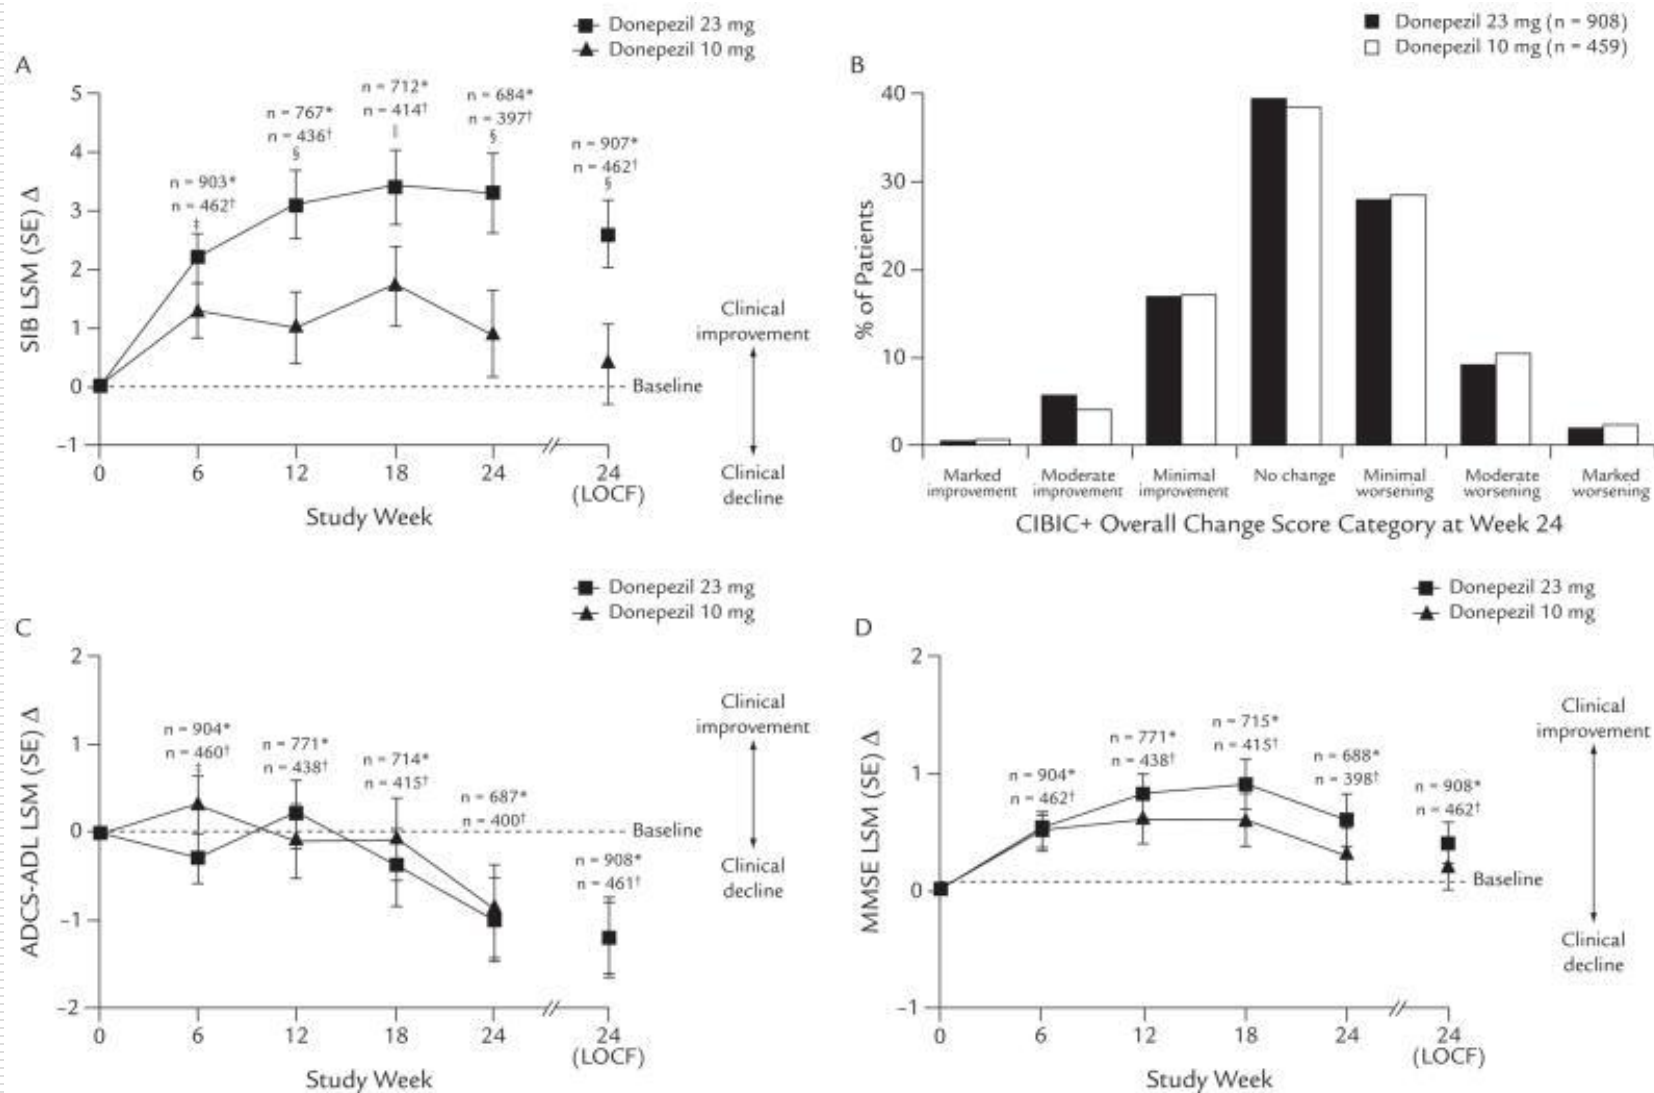 A
Donepezil 23 mg
Donepezil 10 mg
SIB LSM (SE) Δ
5
4
3
2
1
0
−1
n = 903*
n = 462†
‡
n = 767*
n = 436†
§
n = 712*
n = 414†
||
n = 684*
n = 397†
§
n = 907*
n = 462†
§
Baseline
Clinical
improvement
Clinical
decline
0
6
12
18
24
24
(LOCF)
Study Week
B
Donepezil 23 mg (n = 908)
Donepezil 10 mg (n = 459)
% of Patients
40
30
20
10
0
Marked
improvement
Moderate
improvement
Minimal
improvement
No change
Minimal
worsening
Moderate
worsening
Marked
worsening
CIBIC+ Overall Change Score Category at Week 24
C
Donepezil 23 mg
Donepezil 10 mg
ADCS-ADL LSM (SE) Δ
2
1
0
−1
−2
n = 904*
n = 460†
‡
n = 771*
n = 438†
n = 714*
n = 415†
n = 687*
n = 400†
n = 908*
n = 461†
Baseline
Clinical
improvement
Clinical
decline
0
6
12
18
24
24
(LOCF)
Study Week
D
Donepezil 23 mg
Donepezil 10 mg
MMSE LSM (SE) Δ
2
1
0
−1
n = 904*
n = 462†
n = 771*
n = 438†
n = 715*
n = 415†
n = 688*
n = 398†
n = 908*
n = 462†
Baseline
Clinical
improvement
Clinical
decline
0
6
12
18
24
24
(LOCF)
Study Week